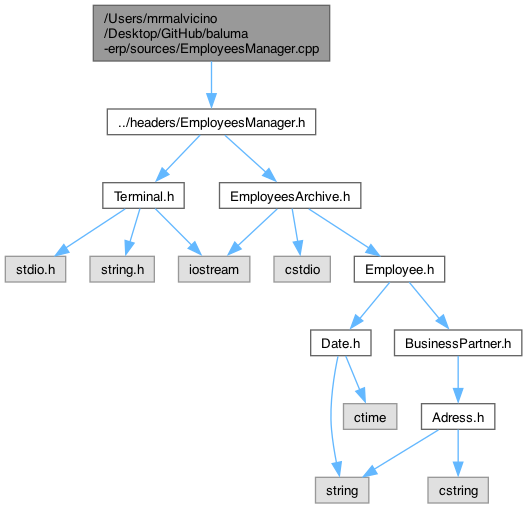 /Users/mrmalvicino
/Desktop/GitHub/baluma
-erp/sources/EmployeesManager.cpp
../headers/EmployeesManager.h
Terminal.h
EmployeesArchive.h
stdio.h
string.h
iostream
cstdio
Employee.h
Date.h
BusinessPartner.h
ctime
Adress.h
string
cstring